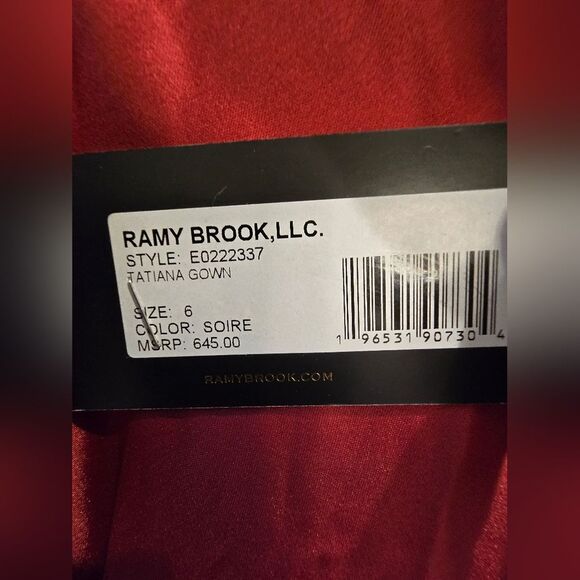 RAMY BROOK,LLC.
STYLE: E0222337
TATIANA GOWN
SIZE: 6
COLOR: SOIRE
MSRP: 645.00
1 96531 90730 4
RAMYBROOK.COM